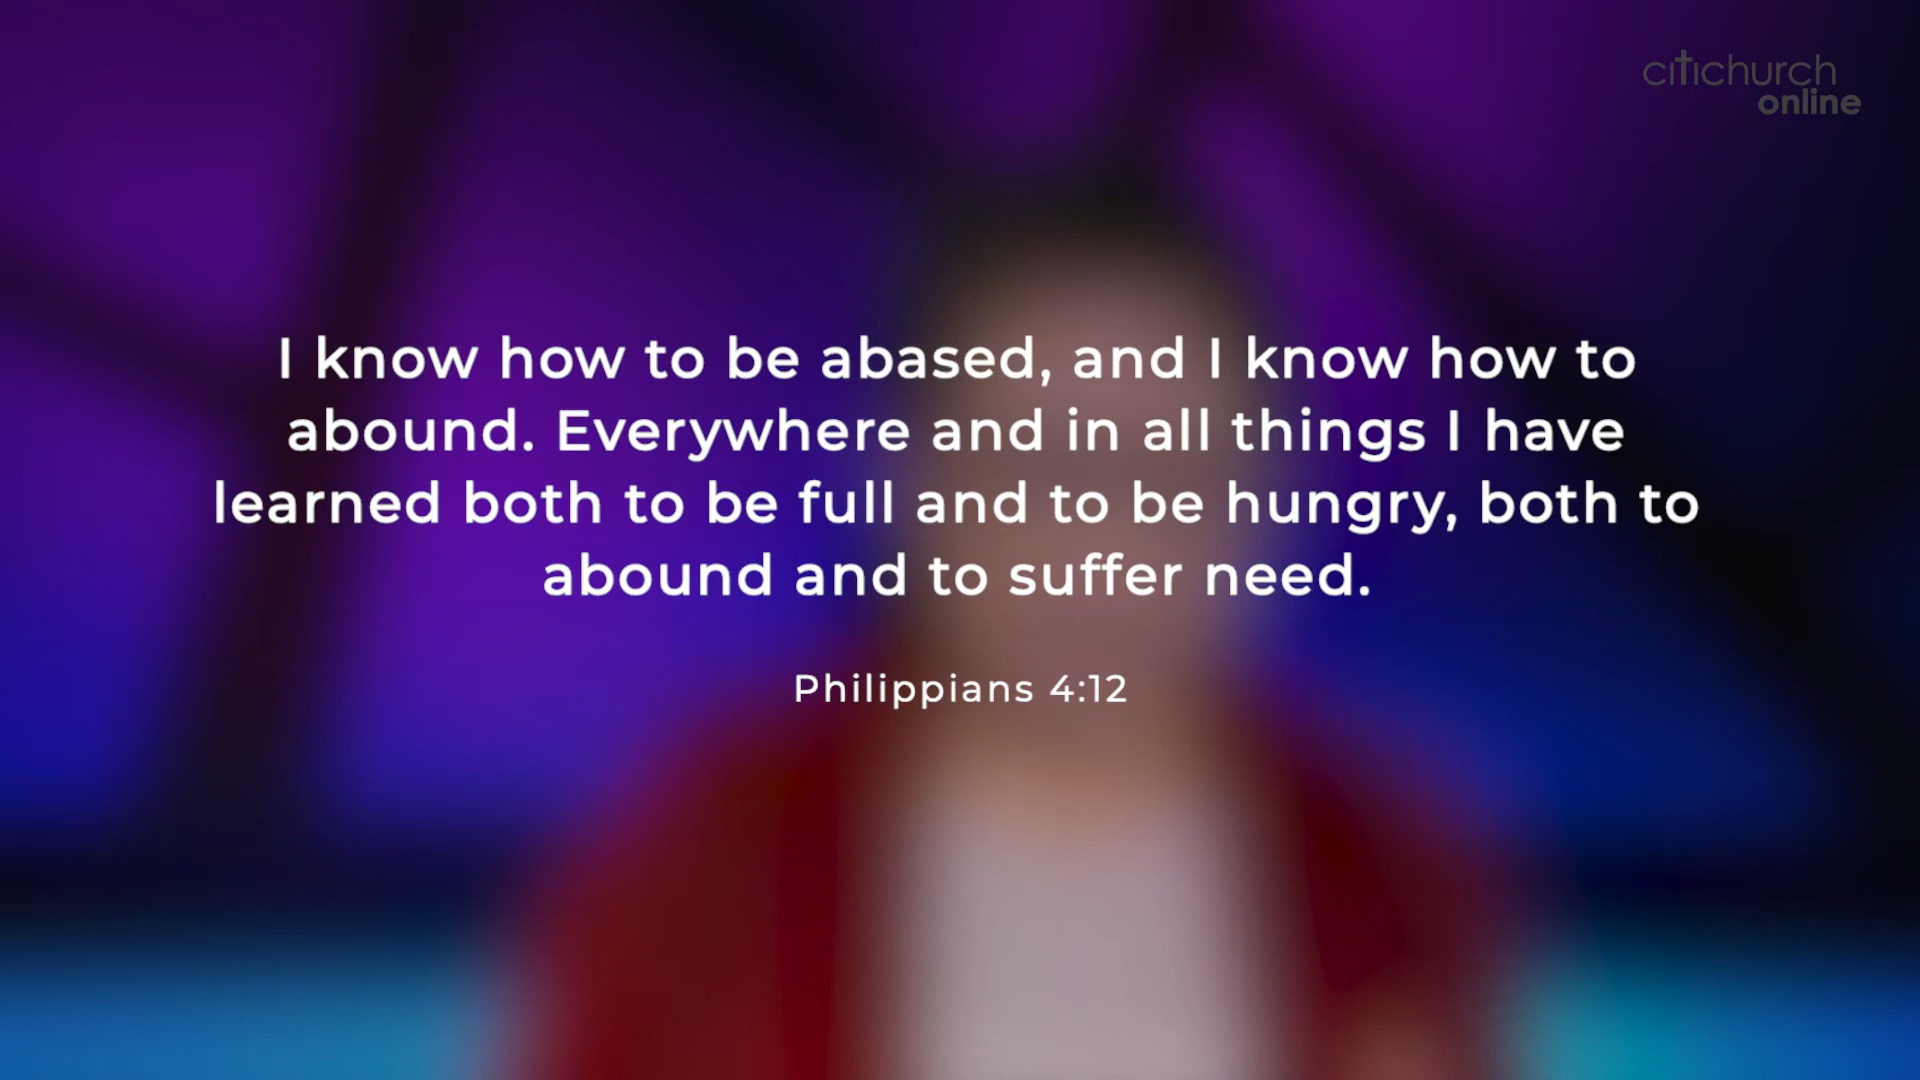 citichurch
online
I know how to be abased, and I know how to
abound. Everywhere and in all things I have
learned both to be full and to be hungry, both to
abound and to suffer need.
Philippians 4:12